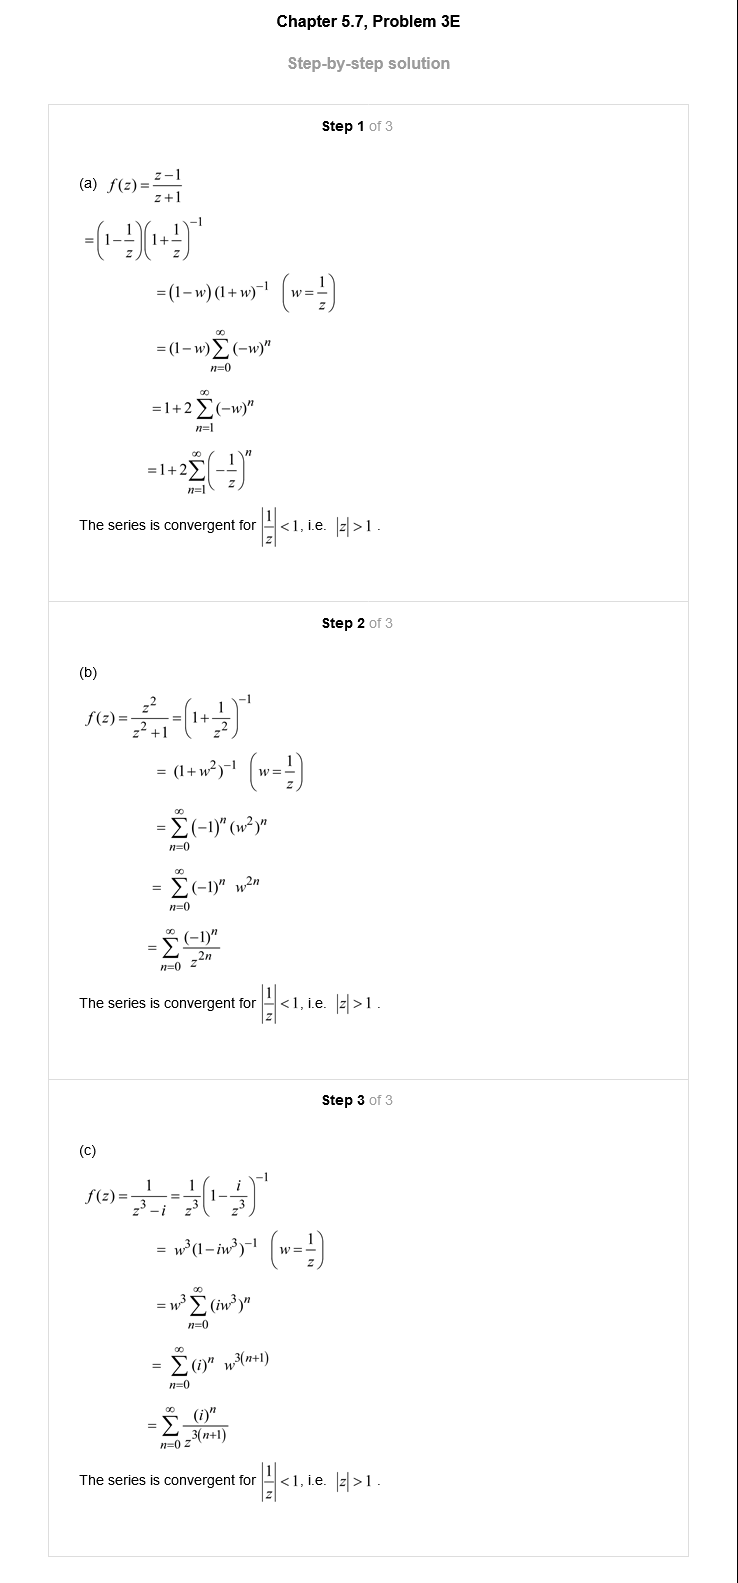 Chapter 5.7, Problem 3E
Step-by-step solution
Step 1 of 3
(a) f(z) = \frac{z-1}{z+1}
= \left(1-\frac{1}{z}\right)\left(1+\frac{1}{z}\right)^{-1}
= (1-w)(1+w)^{-1} \left(w=\frac{1}{z}\right)
= (1-w)\sum_{n=0}^{\infty}(-w)^n
= 1+2\sum_{n=1}^{\infty}(-w)^n
= 1+2\sum_{n=1}^{\infty}\left(-\frac{1}{z}\right)^n
The series is convergent for \left|\frac{1}{z}\right| < 1, i.e. |z| > 1 .
Step 2 of 3
(b)
f(z) = \frac{z^2}{z^2+1} = \left(1+\frac{1}{z^2}\right)^{-1}
= (1+w^2)^{-1} \left(w=\frac{1}{z}\right)
= \sum_{n=0}^{\infty}(-1)^n (w^2)^n
= \sum_{n=0}^{\infty}(-1)^n w^{2n}
= \sum_{n=0}^{\infty}\frac{(-1)^n}{z^{2n}}
The series is convergent for \left|\frac{1}{z}\right| < 1, i.e. |z| > 1 .
Step 3 of 3
(c)
f(z) = \frac{1}{z^3-i} = \frac{1}{z^3}\left(1-\frac{i}{z^3}\right)^{-1}
= w^3(1-iw^3)^{-1} \left(w=\frac{1}{z}\right)
= w^3\sum_{n=0}^{\infty}(iw^3)^n
= \sum_{n=0}^{\infty}(i)^n w^{3(n+1)}
= \sum_{n=0}^{\infty}\frac{(i)^n}{z^{3(n+1)}}
The series is convergent for \left|\frac{1}{z}\right| < 1, i.e. |z| > 1 .